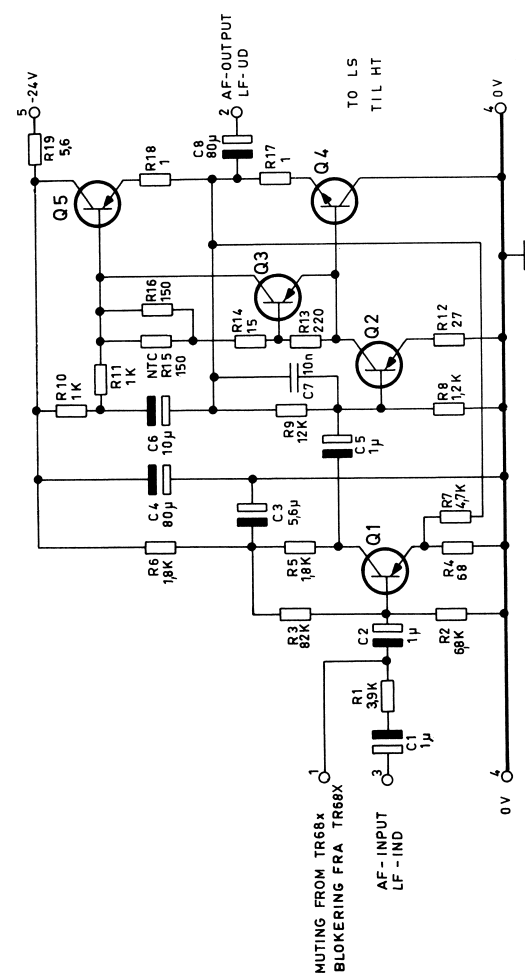 5
-24V
R19
5,6
AF-OUTPUT
LF-UD
2
C8
80µ
TO LS
TIL HT
4
0V
Q5
R18
1
R17
1
Q4
R16
150
NTC
R15
150
R14
15
Q3
R13
220
Q2
R12
27
R10
1K
R11
1K
C6
10µ
R9
12K
C7
10n
R8
1,2K
C4
80µ
C3
5,6µ
C5
1µ
R7
4,7K
R6
1,8K
R5
1,8K
Q1
R4
68
R3
82K
C2
1µ
R2
68K
R1
3,9K
C1
1µ
1
MUTING FROM TR68x
BLOKERING FRA TR68X
3
AF-INPUT
LF-IND
4
0V